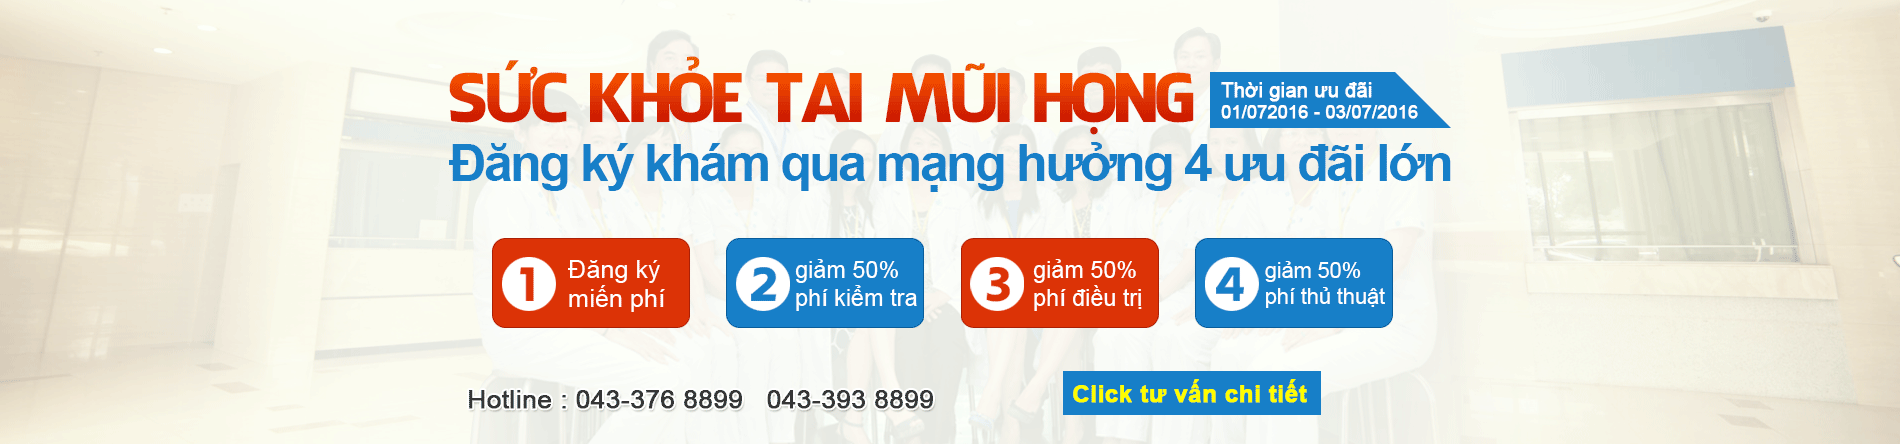 SỨC KHỎE TAI MŨI HỌNG
Thời gian ưu đãi
01/072016 - 03/07/2016
Đăng ký khám qua mạng hưởng 4 ưu đãi lớn
1
Đăng ký
miến phí
2
giảm 50%
phí kiểm tra
3
giảm 50%
phí điều trị
4
giảm 50%
phí thủ thuật
Hotline : 043-376 8899 043-393 8899
Click tư vấn chi tiết